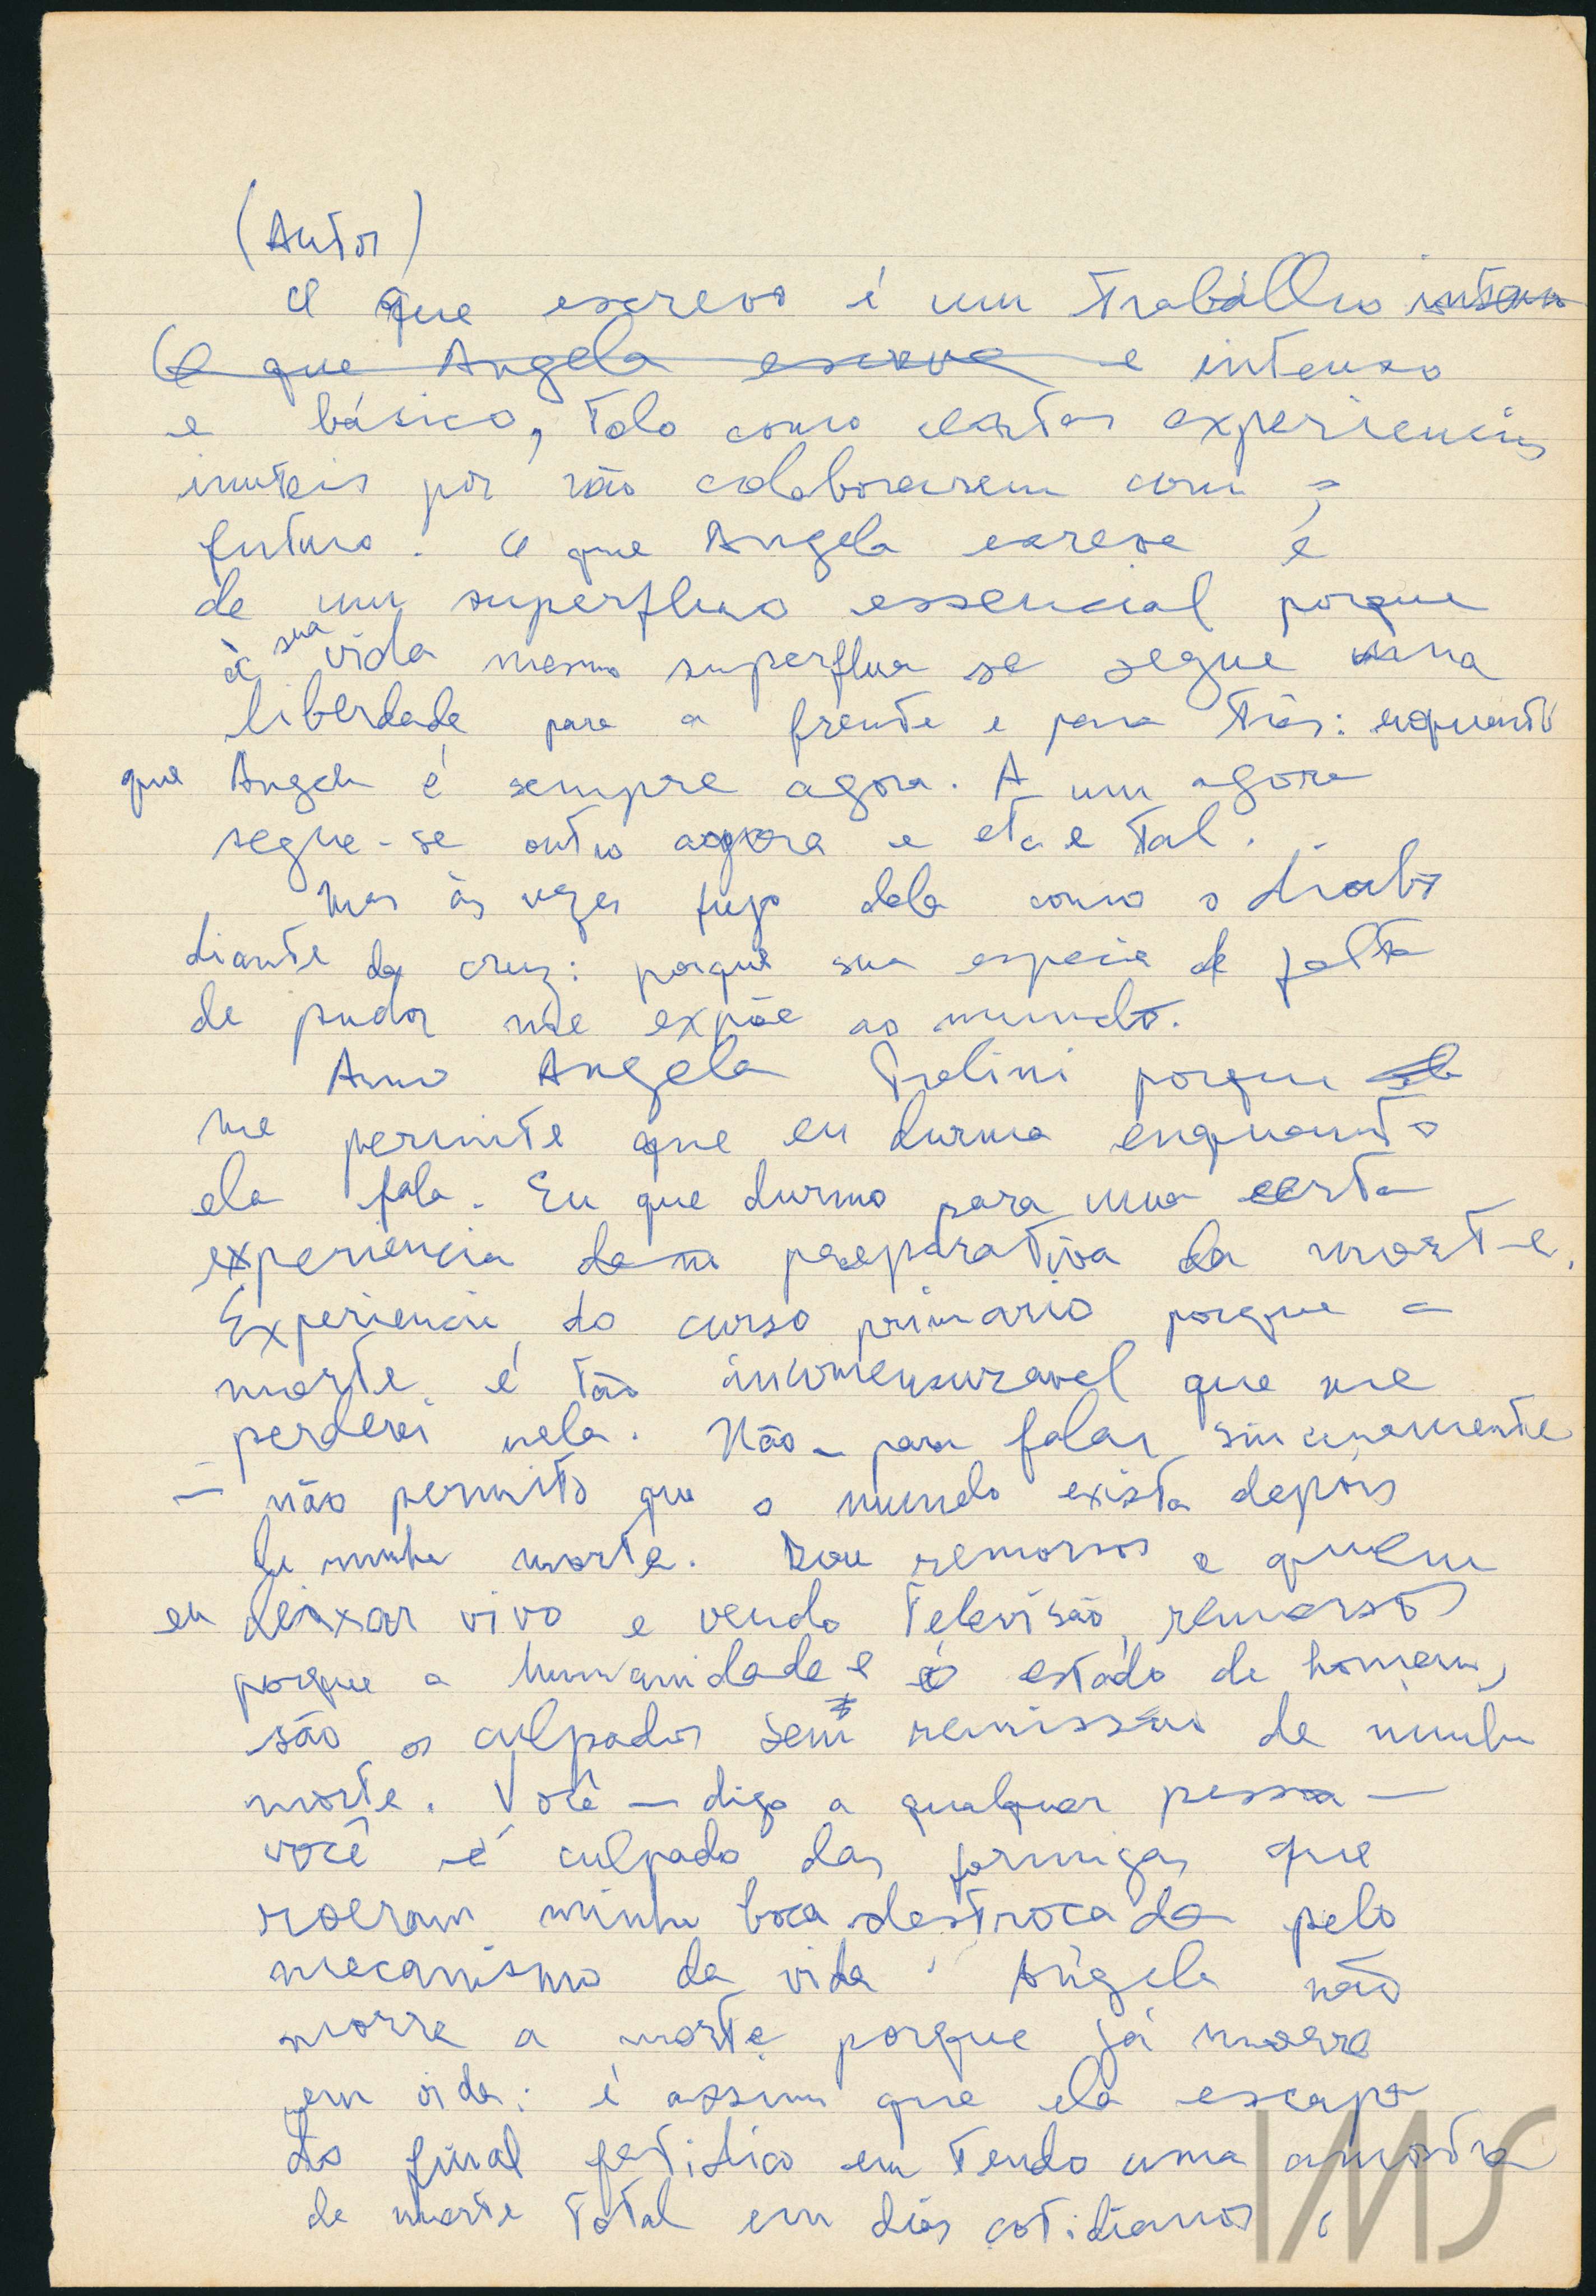 (Autor)
O que escrevo é um trabalho intenso
O que Angela escreve e intenso
e básico, tolo como certas experiencias
inuteis por não colaborarem com o
futuro. O que Angela escreve é
de um superfluo essencial porque
à sua vida mesmo superflua se segue uma
liberdade para a frente e para trás: enquanto
que Angela é sempre agora. A um agora
segue-se outro agora e etc e tal.
Mas às vezes fujo dela como o diabo
diante da cruz: porque sua especie de falta
de pudor me expõe ao mundo.
Amo Angela Pralini porque ela
me permite que eu durma enquanto
ela fala. Eu que durmo para uma certa
experiencia preparativa da morte.
Experiencia do curso primario porque a
morte é tão incomensuravel que me
perderei nela. Não – para falar sinceramente
– não permito que o mundo exista depois
de minha morte. Dou remorsos a quem
eu deixar vivo e vendo televisão, remorsos
porque a humanidade e o estado de homem,
são os culpados sem remissão de minha
morte. Você – digo a qualquer pessoa –
você é culpado das formigas que
roeram minha boca destroçada pelo
mecanismo da vida. Angela não
morre a morte porque já morre
em vida: é assim que ela escapa
do final fatidico em tendo uma amostra
de morte total em dias cotidianos.
IMS